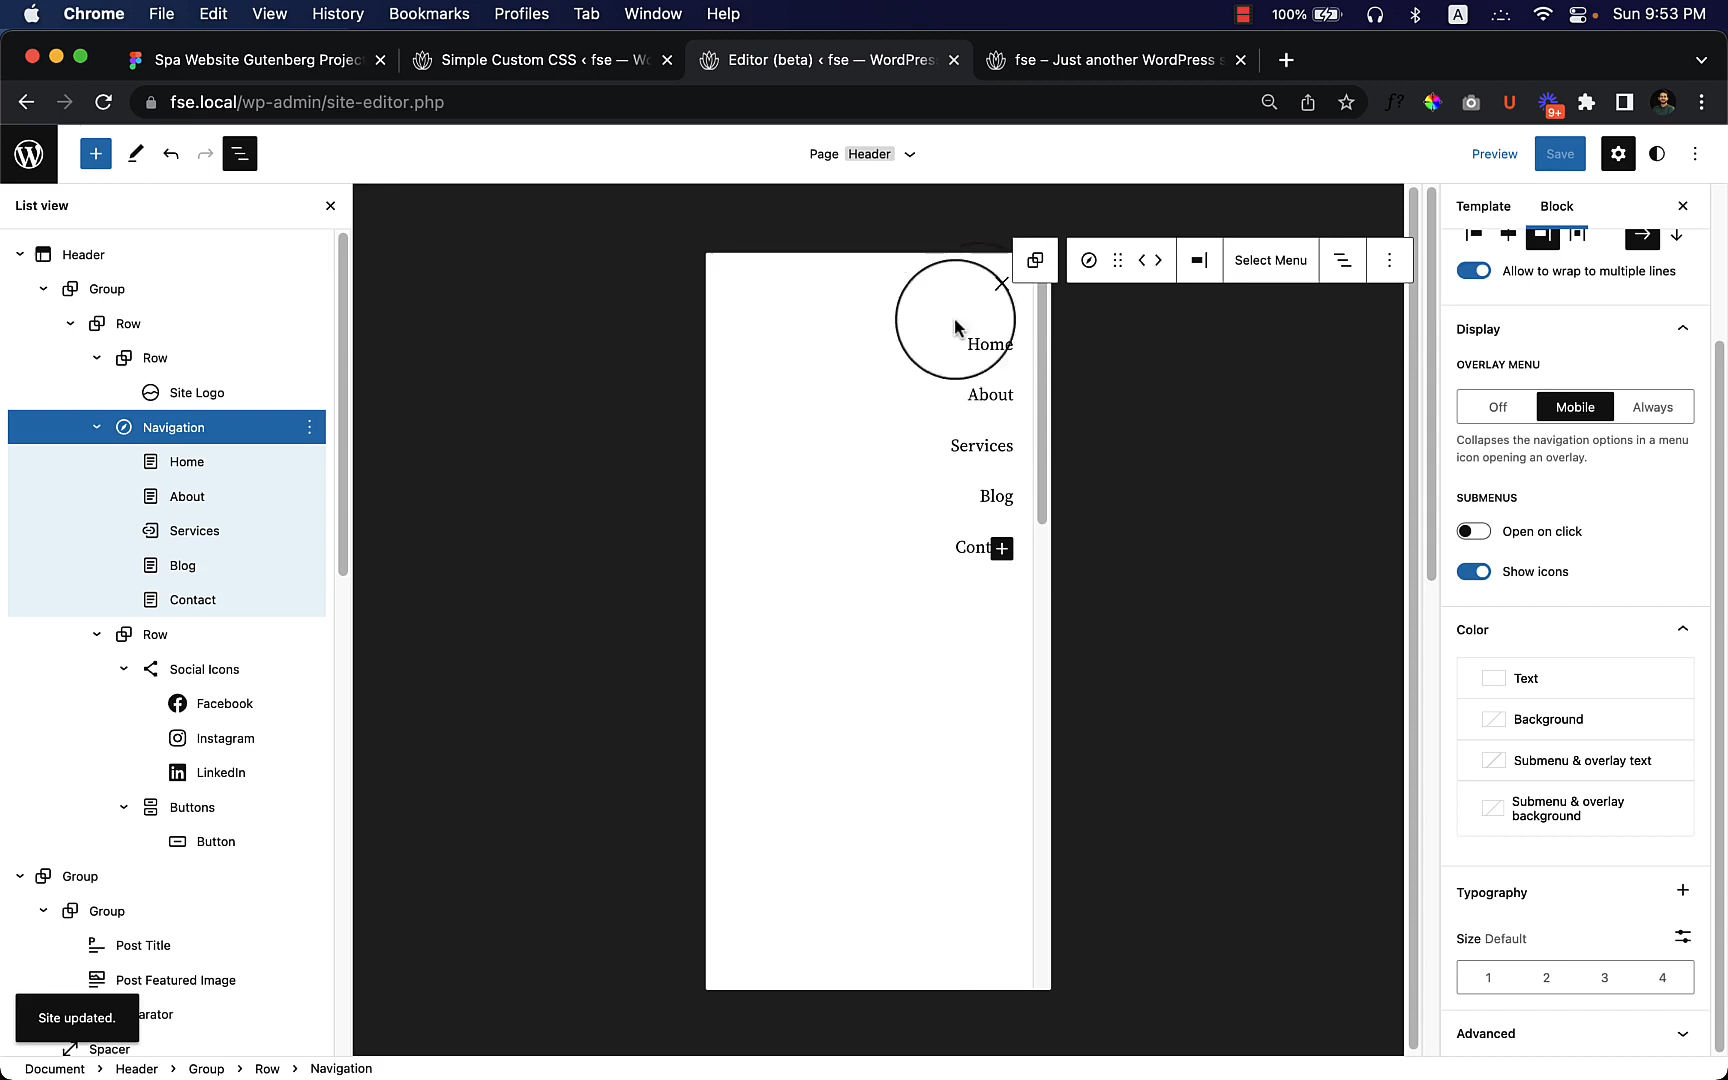 Chrome File Edit View History Bookmarks Profiles Tab Window Help
100% A Sun 9:53 PM
Spa Website Gutenberg Project
Simple Custom CSS ‹ fse — Wo
Editor (beta) ‹ fse — WordPres
fse – Just another WordPress s
fse.local/wp-admin/site-editor.php
f?
U
9+
Page Header
Preview
Save
List view
Header
Group
Row
Row
Site Logo
Navigation
Home
About
Services
Blog
Contact
Row
Social Icons
Facebook
Instagram
LinkedIn
Buttons
Button
Group
Group
Post Title
Post Featured Image
arator
Spacer
Site updated.
Select Menu
Home
About
Services
Blog
Cont
Template
Block
Allow to wrap to multiple lines
Display
OVERLAY MENU
Off Mobile Always
Collapses the navigation options in a menu
icon opening an overlay.
SUBMENUS
Open on click
Show icons
Color
Text
Background
Submenu & overlay text
Submenu & overlay
background
Typography
Size Default
1 2 3 4
Advanced
Document › Header › Group › Row › Navigation